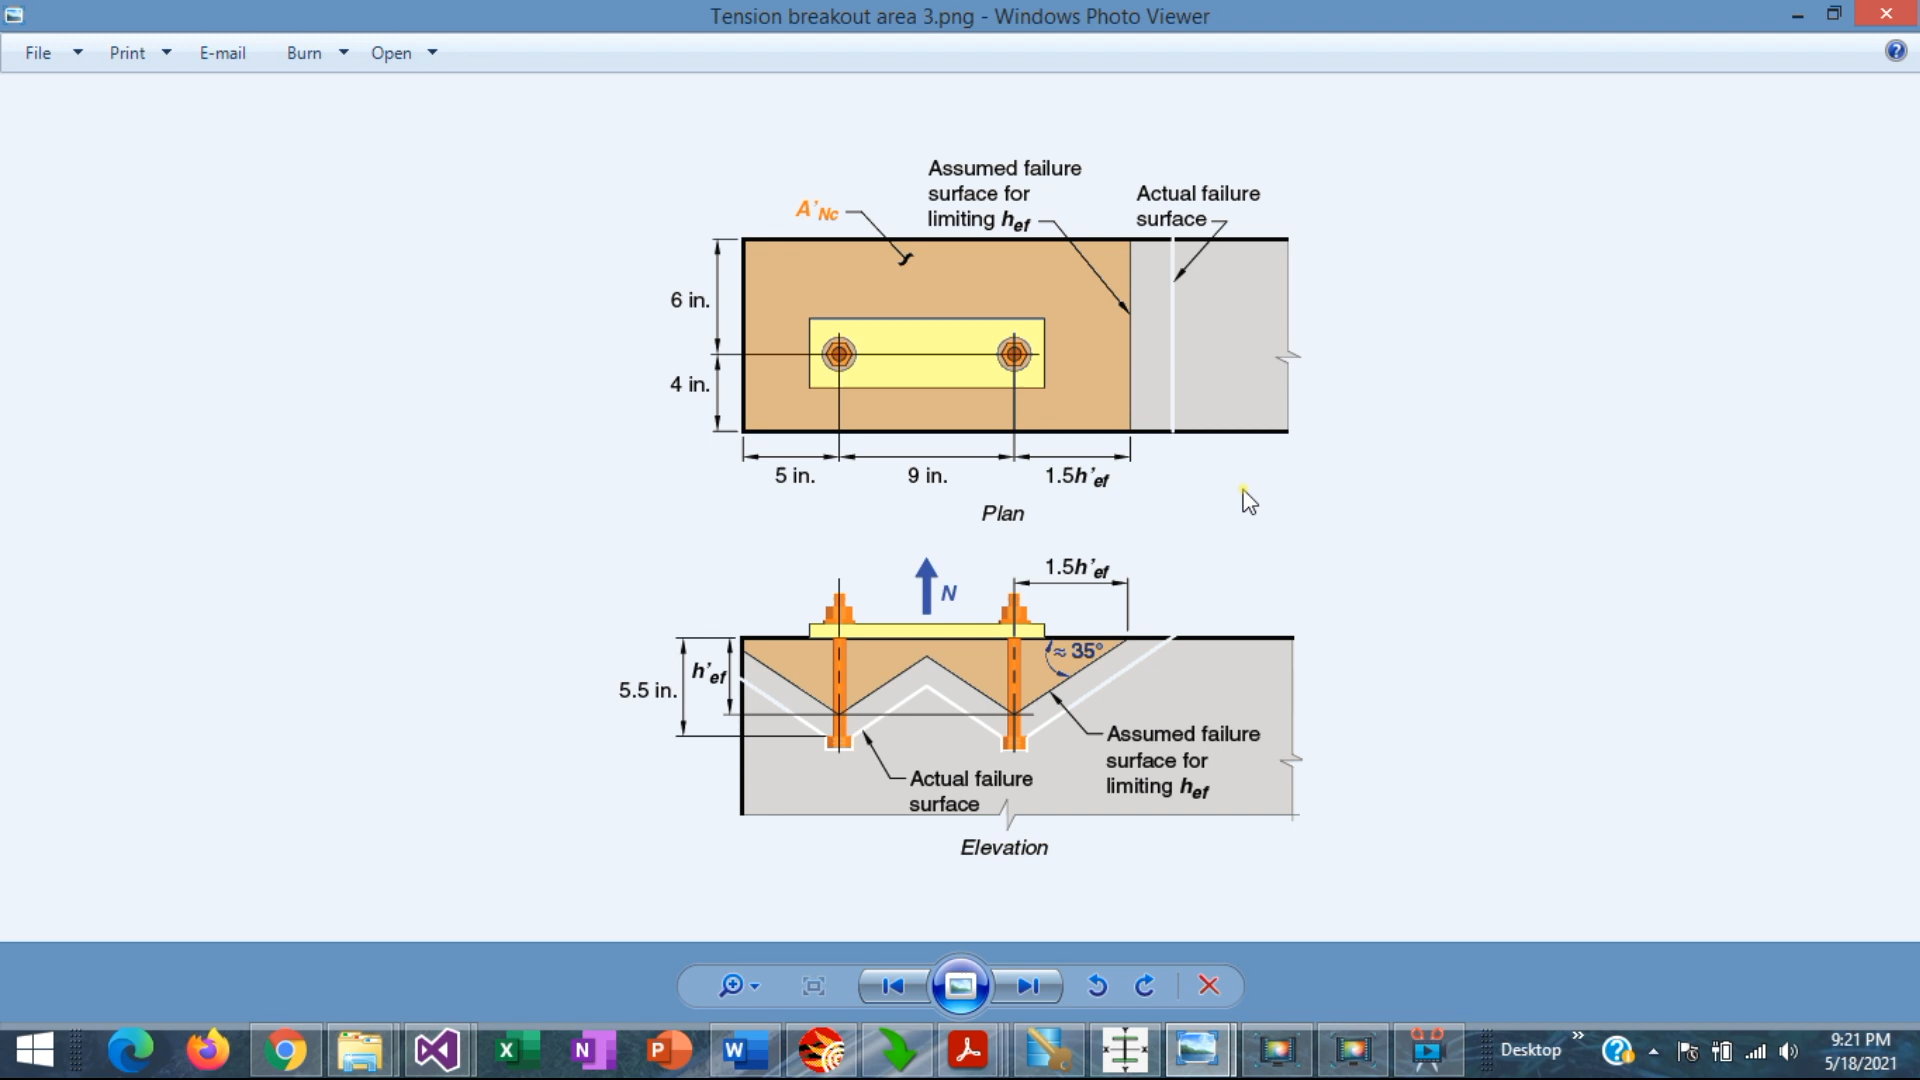 Tension breakout area 3.png - Windows Photo Viewer
File
Print
E-mail
Burn
Open
Assumed failure
surface for
limiting hef
Actual failure
surface
A'Nc
6 in.
4 in.
5 in.
9 in.
1.5h'ef
Plan
N
1.5h'ef
≈ 35°
h'ef
5.5 in.
Assumed failure
surface for
limiting hef
Actual failure
surface
Elevation
Desktop
9:21 PM
5/18/2021